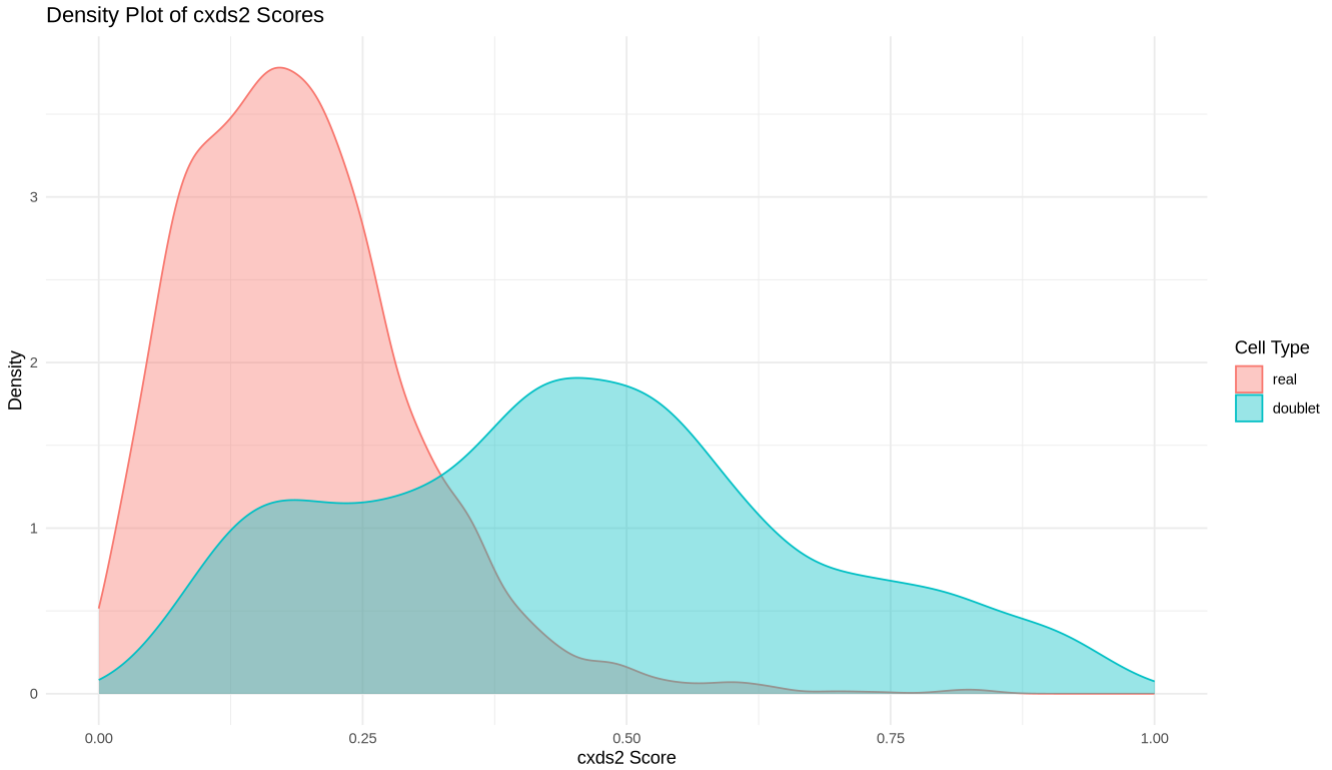 Density Plot of cxds2 Scores
Density
3
2
1
0
0.00 0.25 0.50 0.75 1.00
cxds2 Score
Cell Type
real
doublet